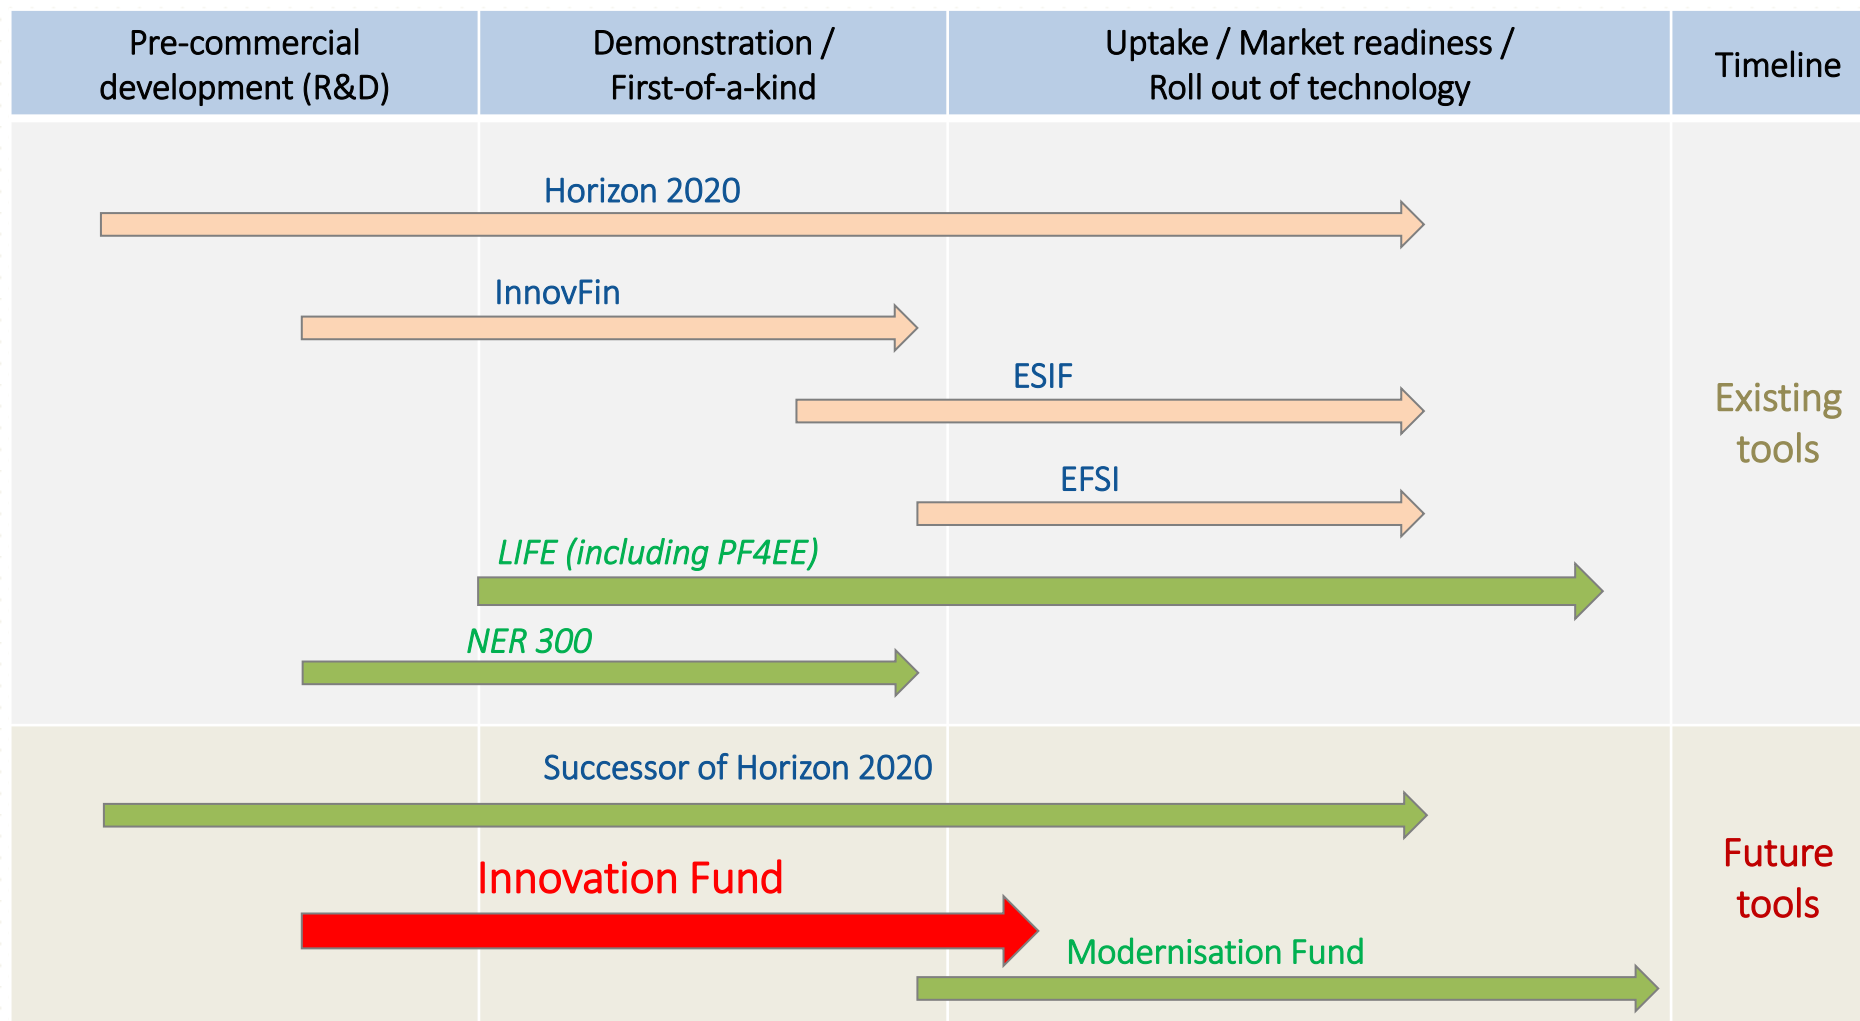 Pre-commercial
development (R&D)
Demonstration /
First-of-a-kind
Uptake / Market readiness /
Roll out of technology
Timeline
Horizon 2020
InnovFin
ESIF
EFSI
LIFE (including PF4EE)
NER 300
Existing
tools
Successor of Horizon 2020
Innovation Fund
Modernisation Fund
Future
tools